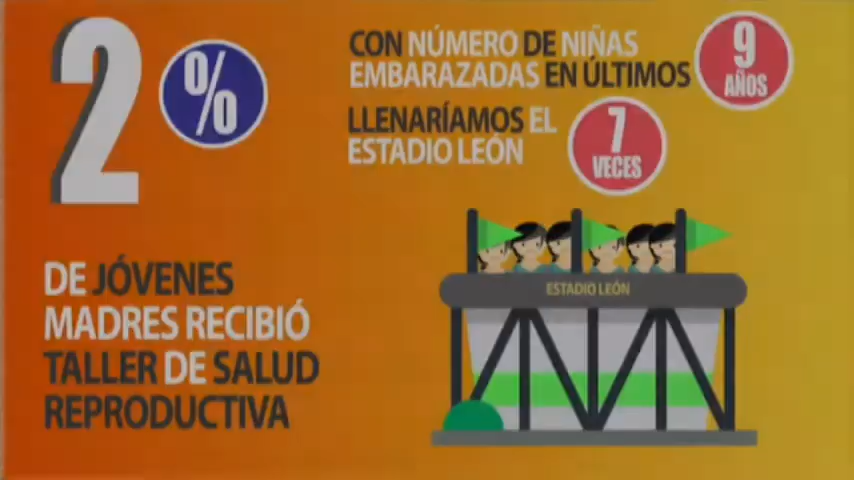 2 %
DE JÓVENES
MADRES RECIBIÓ
TALLER DE SALUD
REPRODUCTIVA
CON NÚMERO DE NIÑAS
EMBARAZADAS EN ÚLTIMOS
9
AÑOS
LLENARÍAMOS EL
ESTADIO LEÓN
7
VECES
ESTADIO LEÓN